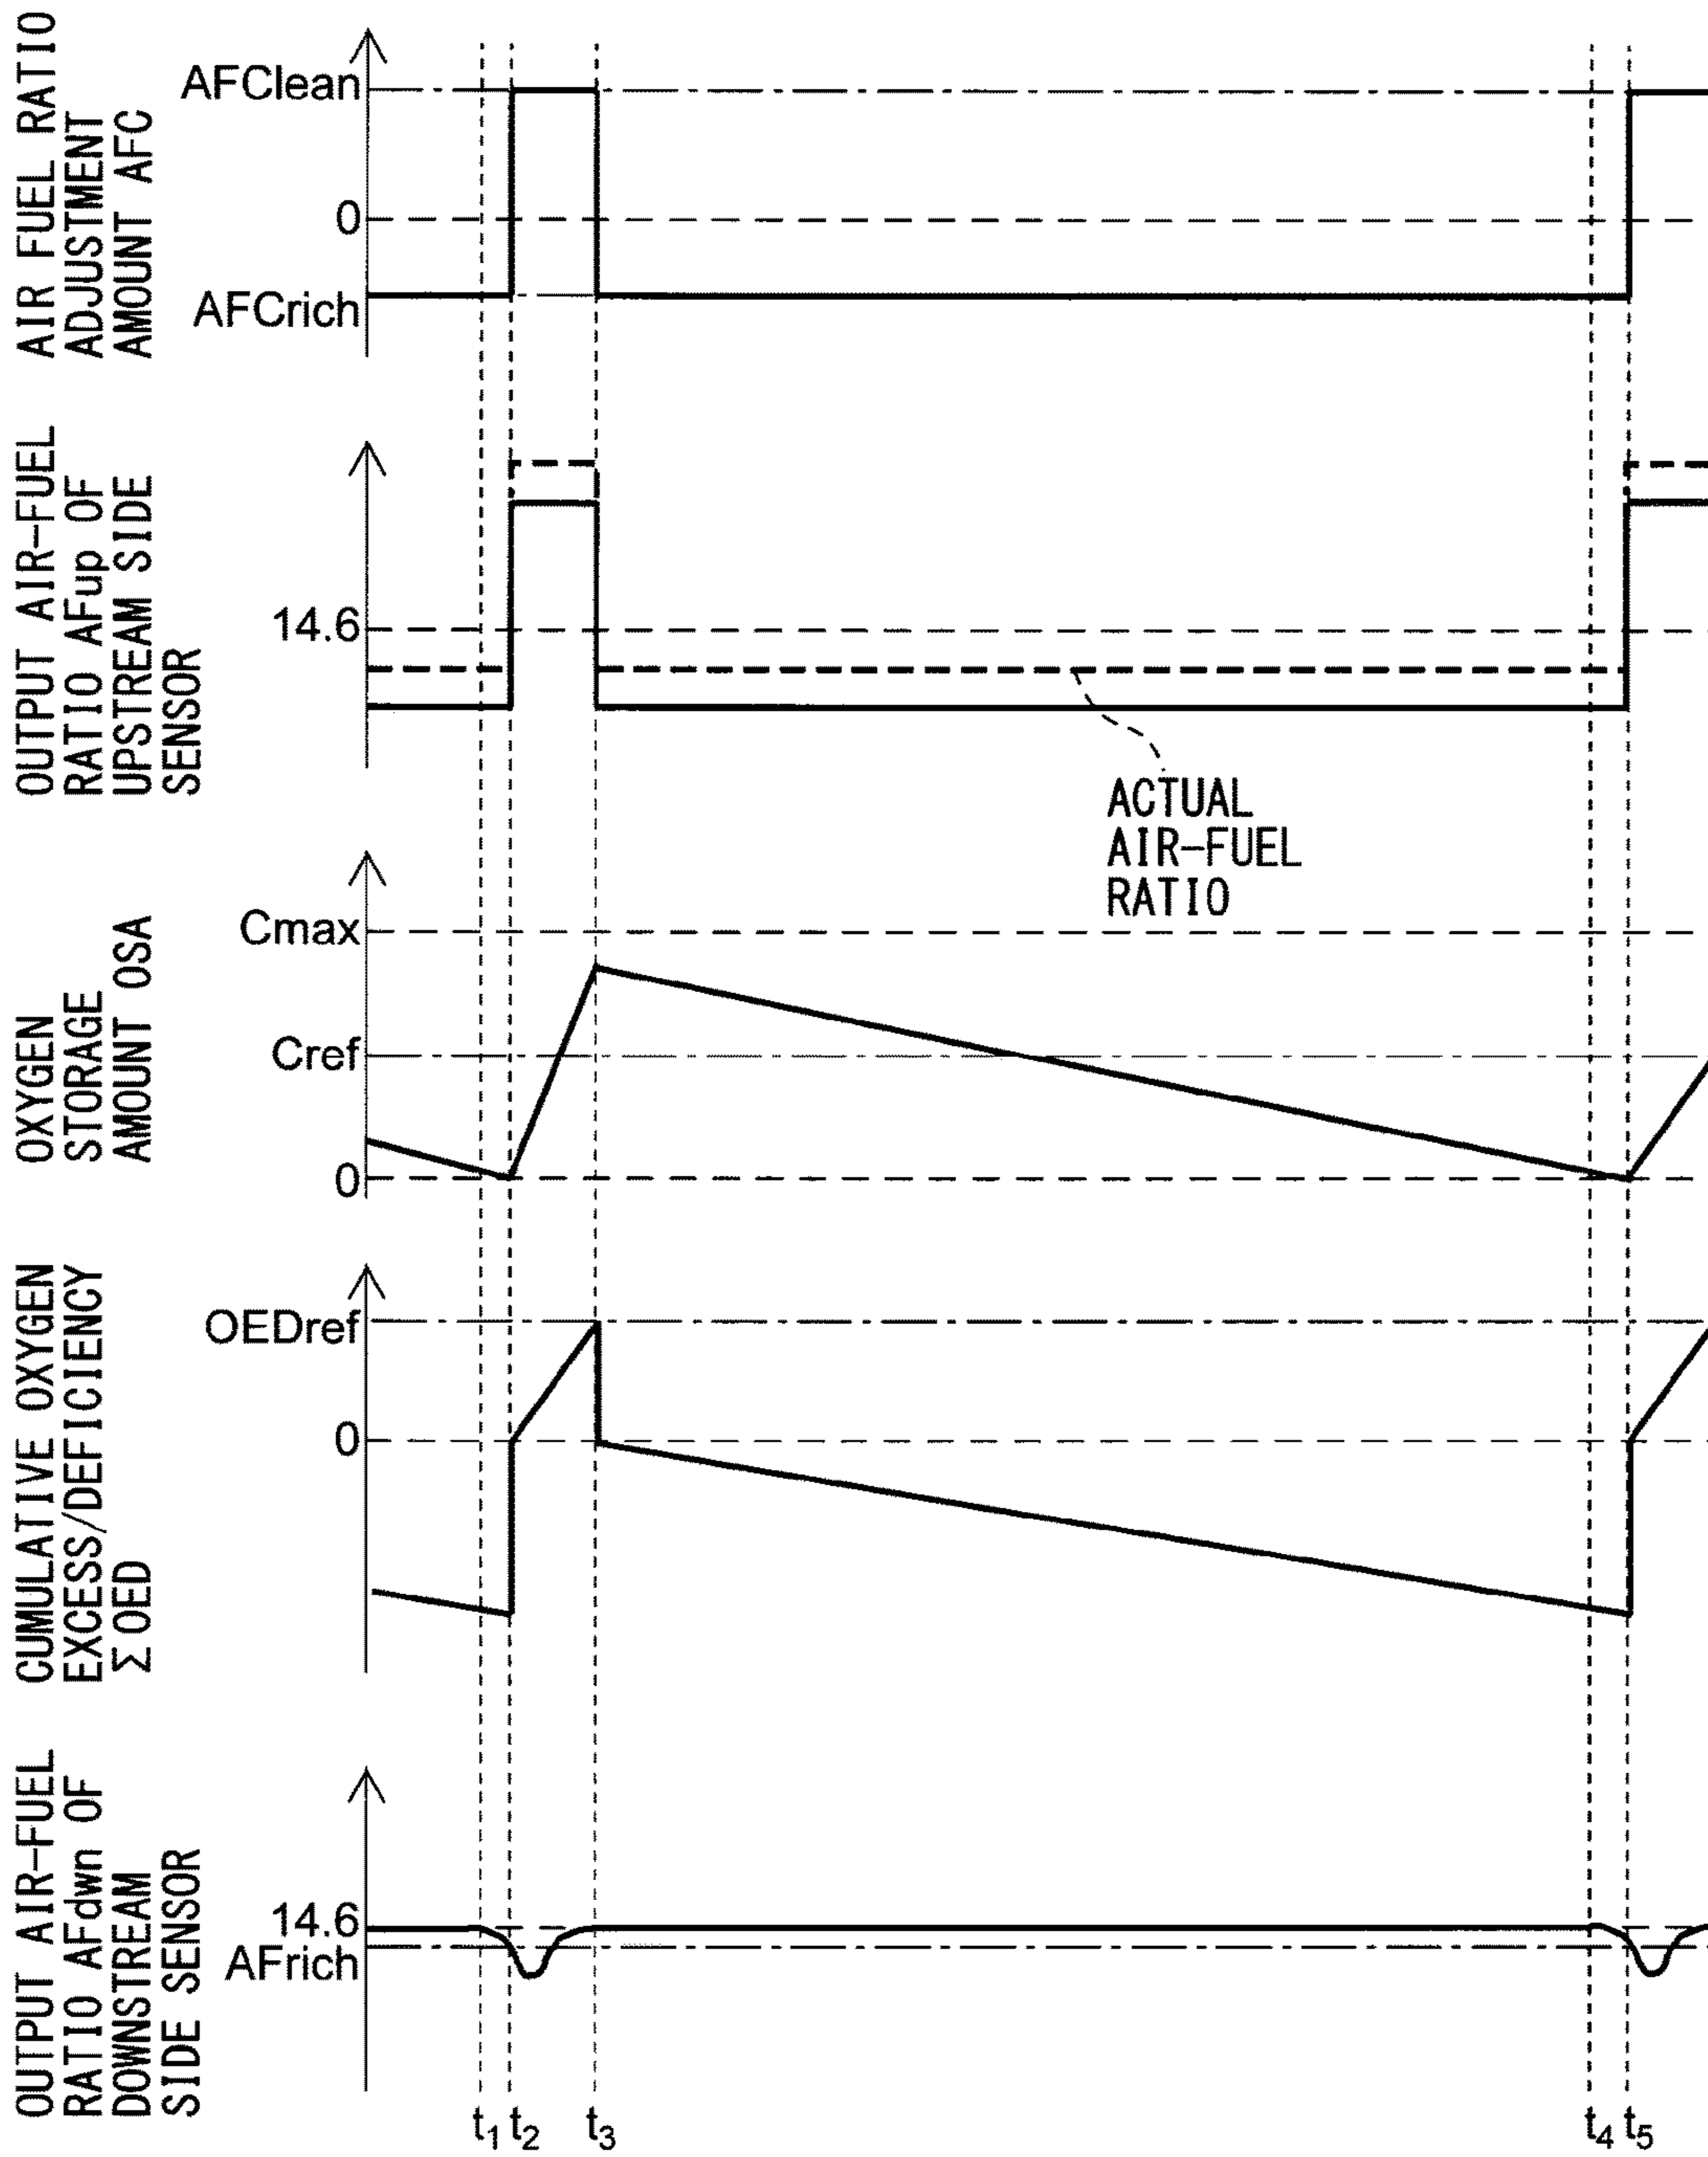 AIR FUEL RATIO
ADJUSTMENT
AMOUNT AFC
AFClean
0
AFCrich
OUTPUT AIR-FUEL
RATIO AFup OF
UPSTREAM SIDE
SENSOR
14.6
ACTUAL
AIR-FUEL
RATIO
OXYGEN
STORAGE
AMOUNT OSA
Cmax
Cref
0
CUMULATIVE OXYGEN
EXCESS/DEFICIENCY
ΣOED
OEDref
0
OUTPUT AIR-FUEL
RATIO AFdwn OF
DOWNSTREAM
SIDE SENSOR
14.6
AFrich
t1 t2 t3 t4 t5